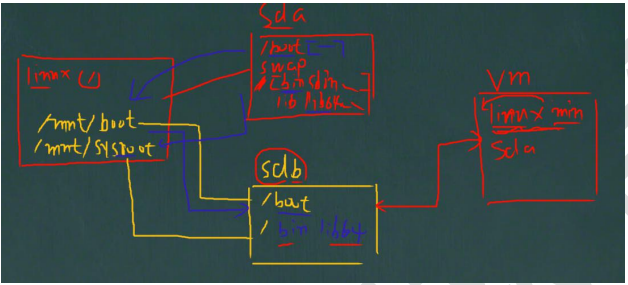 sda
/boot
swap
/ [bin sbin
lib lib64
linux (/)
/mnt/boot
/mnt/sysroot
sdb
/boot
/ bin lib64
vm
linux min
sda